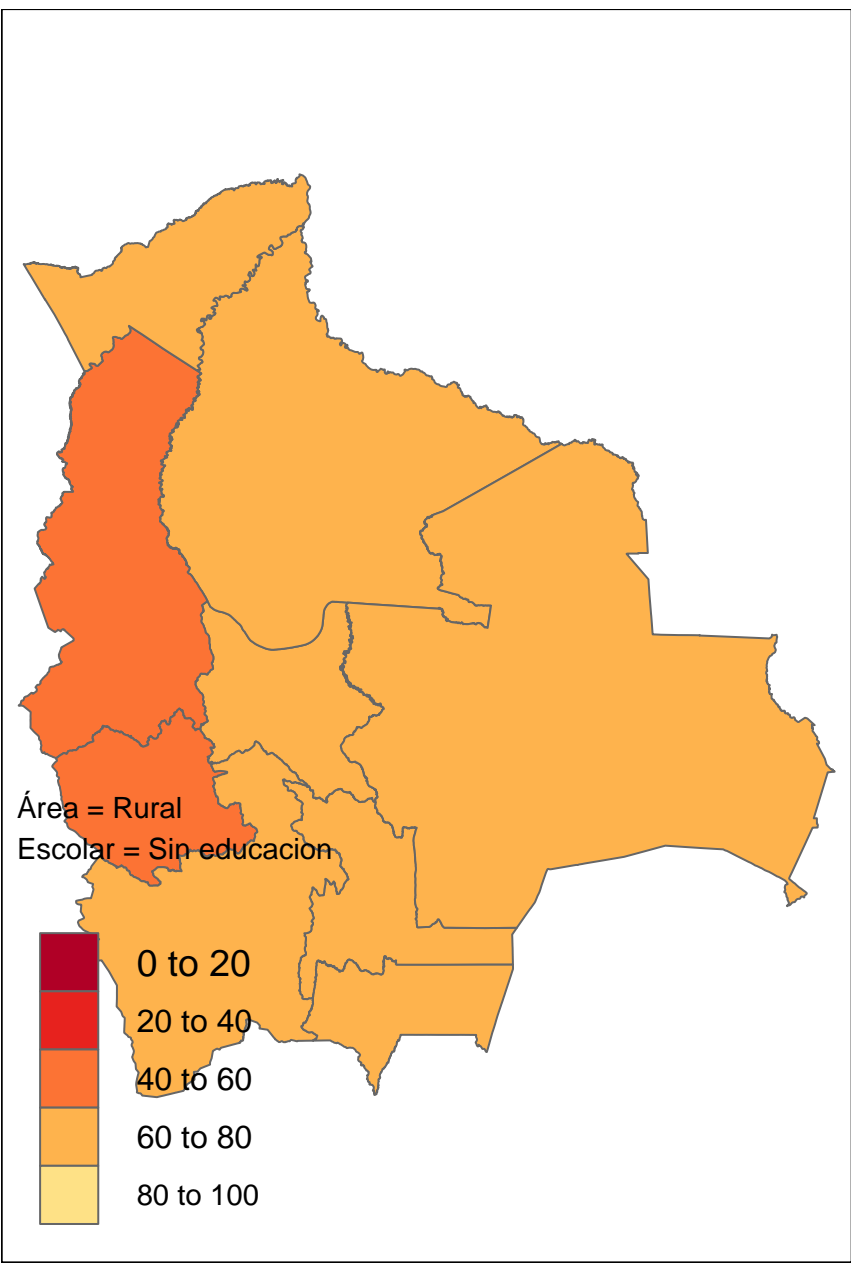 Área = Rural
Escolar = Sin educacion
0 to 20
20 to 40
40 to 60
60 to 80
80 to 100